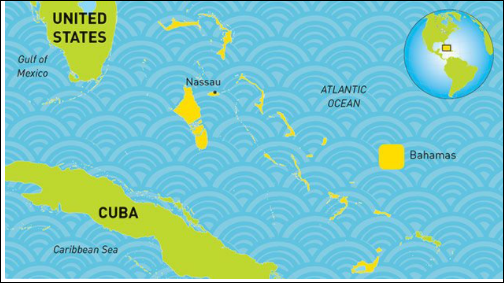 UNITED
STATES
Gulf of
Mexico
Nassau
ATLANTIC
OCEAN
Bahamas
CUBA
Caribbean Sea